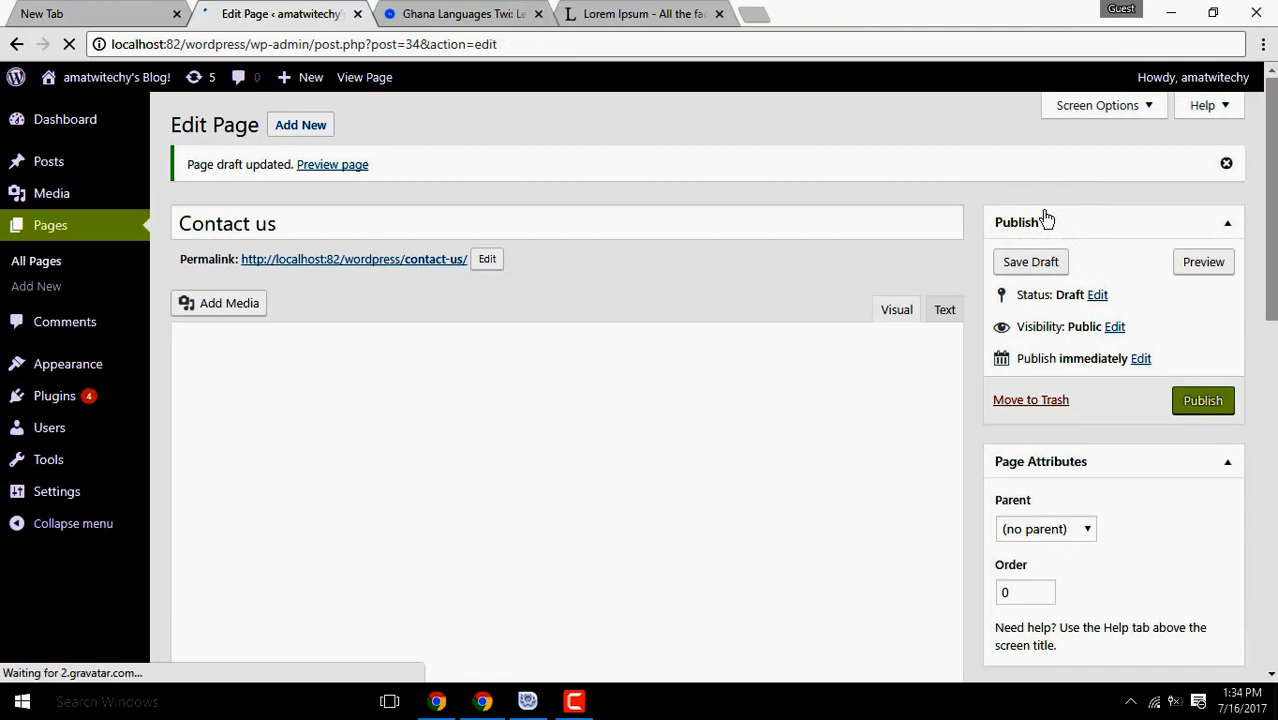 New Tab
Edit Page ‹ amatwitechy's
Ghana Languages Twi: Le
Lorem Ipsum - All the fac
Guest
localhost:82/wordpress/wp-admin/post.php?post=34&action=edit
amatwitechy's Blog!
5
0
New
View Page
Howdy, amatwitechy
Screen Options
Help
Dashboard
Posts
Media
Pages
All Pages
Add New
Comments
Appearance
Plugins 4
Users
Tools
Settings
Collapse menu
Edit Page
Add New
Page draft updated. Preview page
Contact us
Permalink: http://localhost:82/wordpress/contact-us/
Edit
Add Media
Visual
Text
Publish
Save Draft
Preview
Status: Draft Edit
Visibility: Public Edit
Publish immediately Edit
Move to Trash
Publish
Page Attributes
Parent
(no parent)
Order
0
Need help? Use the Help tab above the
screen title.
Waiting for 2.gravatar.com...
Search Windows
1:34 PM
7/16/2017